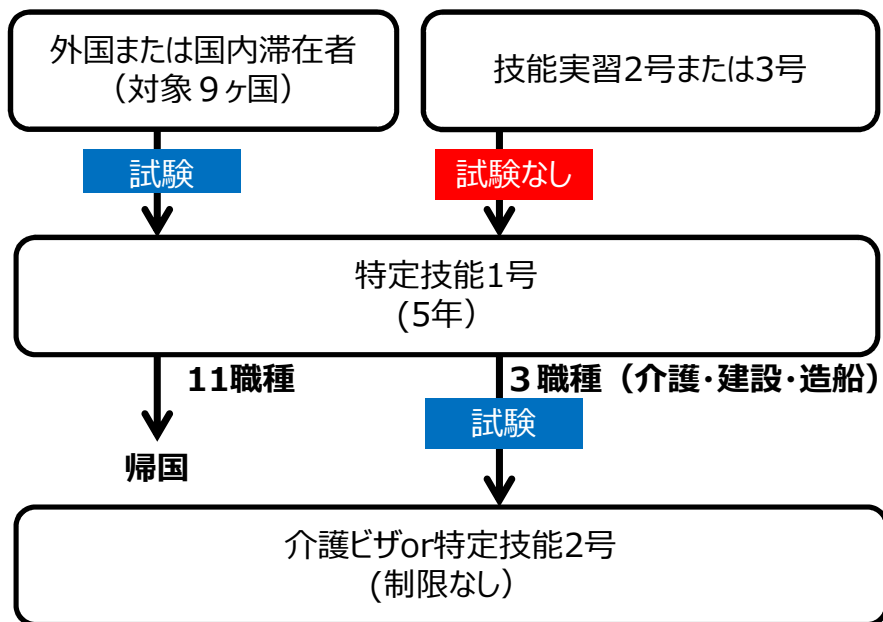 外国または国内滞在者
（対象９ヶ国）
技能実習2号または3号
試験
試験なし
特定技能1号
(5年）
11職種
３職種（介護･建設･造船）
試験
帰国
介護ビザor特定技能2号
(制限なし）